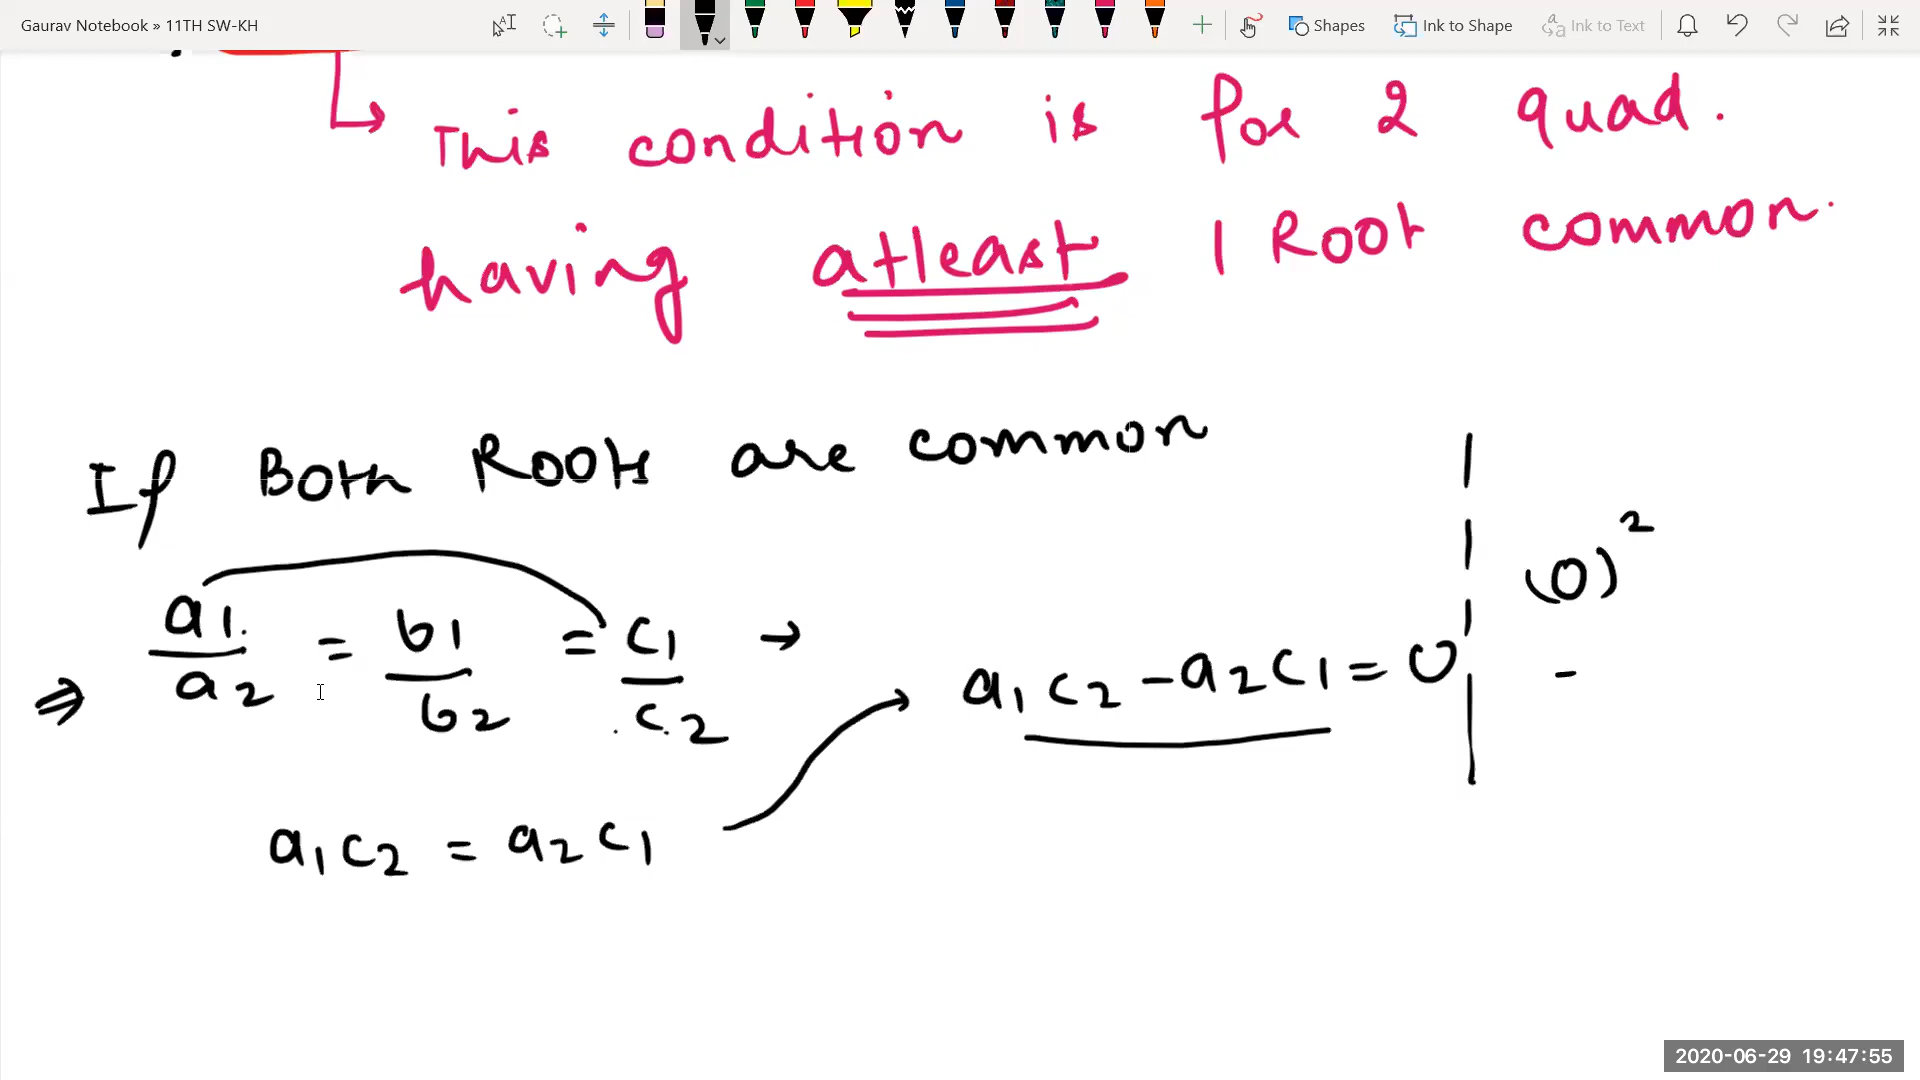 Gaurav Notebook » 11TH SW-KH
Shapes
Ink to Shape
Ink to Text
This condition is for 2 quad.
having atleast 1 Root common.
If Both Roots are common
a1/a2 = b1/b2 = c1/c2 →
(0)²
⇒
a1c2 - a2c1 = 0
-
a1c2 = a2c1
2020-06-29 19:47:55